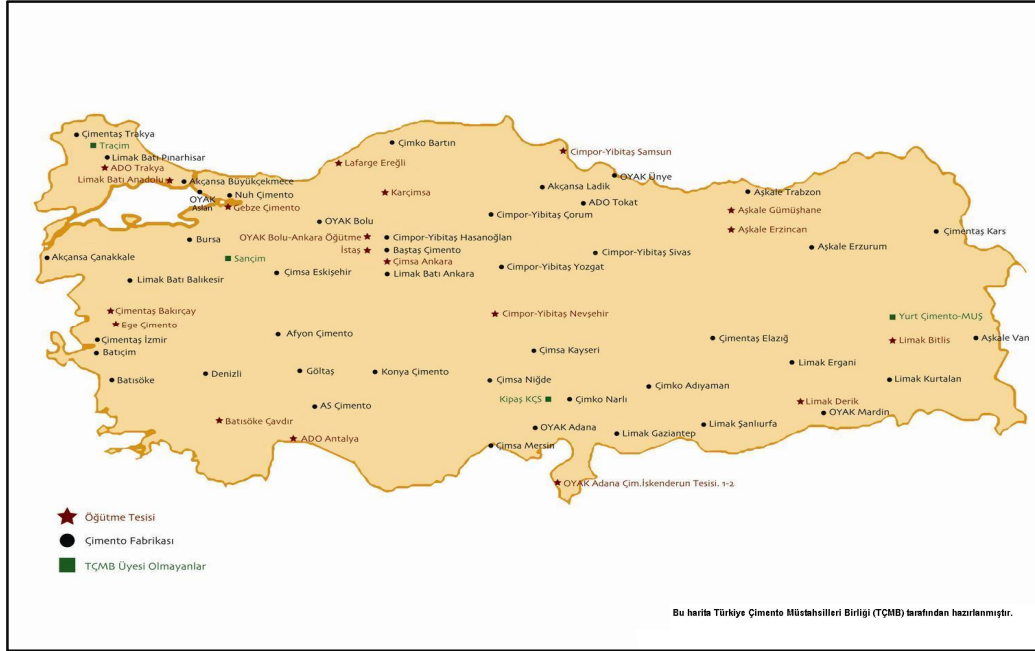 Çimentaş Trakya
Traçim
Limak Batı Pınarhisar
ADO Trakya
Limak Batı Anadolu
Akçansa Büyükçekmece
OYAK
Aslan
Nuh Çimento
Gebze Çimento
Çimko Bartın
Lafarge Ereğli
Karçimsa
Cimpor-Yibitaş Samsun
OYAK Ünye
Akçansa Ladik
ADO Tokat
Aşkale Trabzon
Aşkale Gümüşhane
Aşkale Erzincan
Çimentaş Kars
Aşkale Erzurum
OYAK Bolu
Cimpor-Yibitaş Çorum
Bursa
OYAK Bolu-Ankara Öğütme
Cimpor-Yibitaş Hasanoğlan
İstaş
Baştaş Çimento
Cimpor-Yibitaş Sivas
Akçansa Çanakkale
Sançim
Çimsa Ankara
Çimsa Eskişehir
Limak Batı Ankara
Cimpor-Yibitaş Yozgat
Limak Batı Balıkesir
Çimentaş Bakırçay
Ege Çimento
Cimpor-Yibitaş Nevşehir
Yurt Çimento-MUŞ
Çimentaş İzmir
Afyon Çimento
Çimentaş Elazığ
Limak Bitlis
Aşkale Van
Batıçim
Çimsa Kayseri
Limak Ergani
Batısöke
Denizli
Göltaş
Konya Çimento
Çimsa Niğde
Çimko Adıyaman
Limak Kurtalan
Kipaş KÇS
Çimko Narlı
Limak Derik
AS Çimento
OYAK Mardin
Batısöke Çavdır
OYAK Adana
Limak Gaziantep
Limak Şanlıurfa
ADO Antalya
Çimsa Mersin
OYAK Adana Çim.İskenderun Tesisi. 1-2
Öğütme Tesisi
Çimento Fabrikası
TÇMB Üyesi Olmayanlar
Bu harita Türkiye Çimento Müstahsilleri Birliği (TÇMB) tarafından hazırlanmıştır.